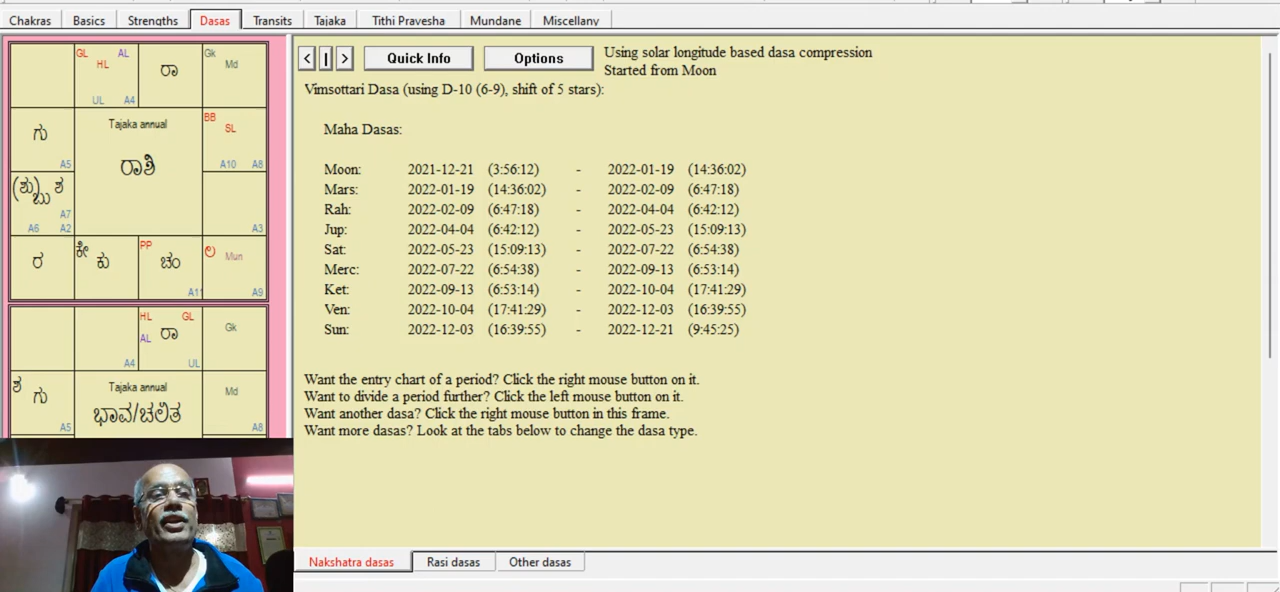 Chakras Basics Strengths Dasas Transits Tajaka Tithi Pravesha Mundane Miscellany
< | > Quick Info Options Using solar longitude based dasa compression
Started from Moon
Vimsottari Dasa (using D-10 (6-9), shift of 5 stars):
Maha Dasas:
Moon: 2021-12-21 (3:56:12) - 2022-01-19 (14:36:02)
Mars: 2022-01-19 (14:36:02) - 2022-02-09 (6:47:18)
Rah: 2022-02-09 (6:47:18) - 2022-04-04 (6:42:12)
Jup: 2022-04-04 (6:42:12) - 2022-05-23 (15:09:13)
Sat: 2022-05-23 (15:09:13) - 2022-07-22 (6:54:38)
Merc: 2022-07-22 (6:54:38) - 2022-09-13 (6:53:14)
Ket: 2022-09-13 (6:53:14) - 2022-10-04 (17:41:29)
Ven: 2022-10-04 (17:41:29) - 2022-12-03 (16:39:55)
Sun: 2022-12-03 (16:39:55) - 2022-12-21 (9:45:25)
Want the entry chart of a period? Click the right mouse button on it.
Want to divide a period further? Click the left mouse button on it.
Want another dasa? Click the right mouse button in this frame.
Want more dasas? Look at the tabs below to change the dasa type.
Nakshatra dasas Rasi dasas Other dasas
GL AL Gk
HL ರಾ Md
UL A4
ಗು Tajaka annual BB
SL
A5 ರಾಶಿ A10 A8
ಶ
A7
A6 A2 A3
ರ ಕೇ ಕು PP ಚಂ ಲ Mun
A11 A9
HL GL
AL ರಾ Gk
A4 UL
ಶ ಗು Tajaka annual Md
A5 ಭಾವ/ಚಲಿತ A8